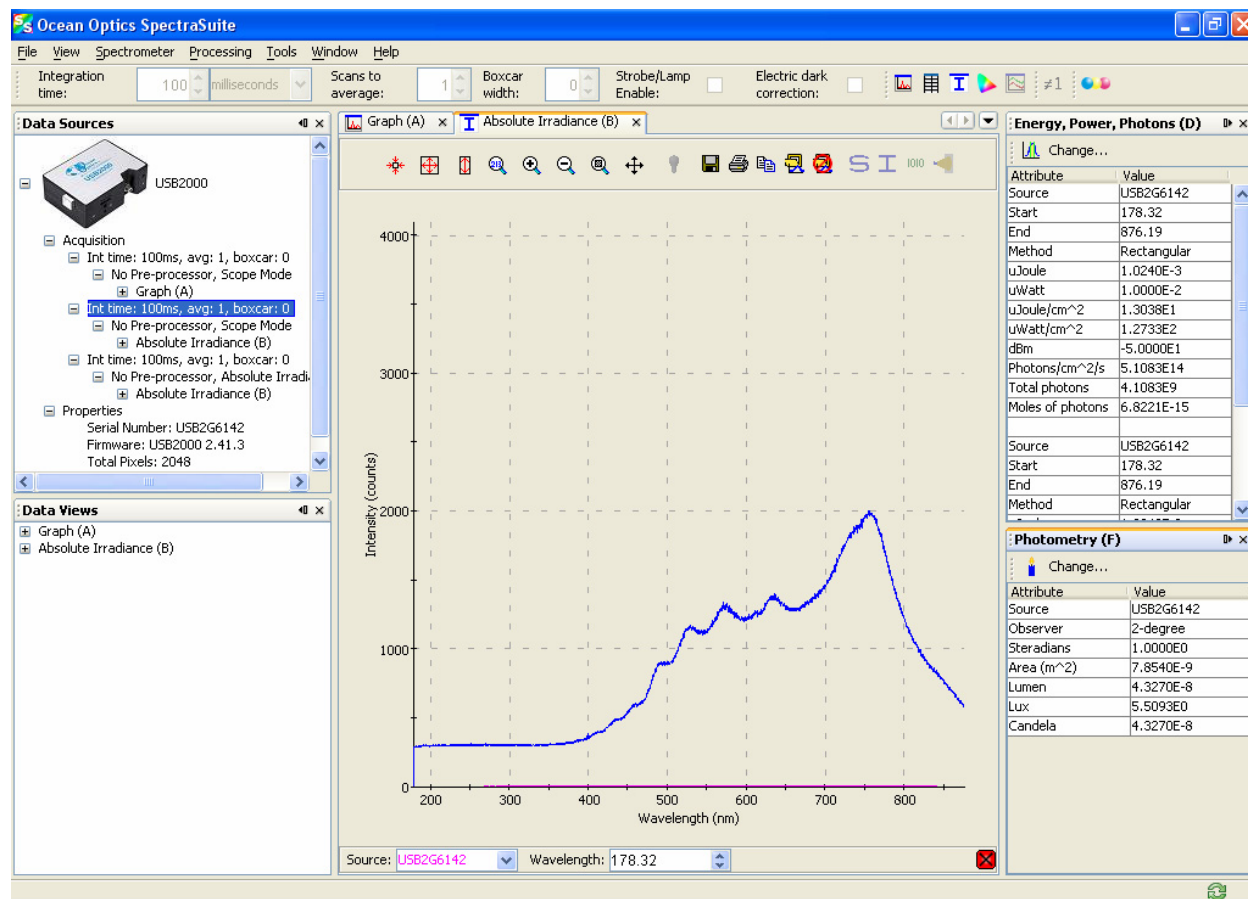 Ocean Optics SpectraSuite
File View Spectrometer Processing Tools Window Help
Integration time: 100 milliseconds Scans to average: 1 Boxcar width: 0 Strobe/Lamp Enable: Electric dark correction: ≠1
Data Sources
USB2000
Acquisition
Int time: 100ms, avg: 1, boxcar: 0
No Pre-processor, Scope Mode
Graph (A)
Int time: 100ms, avg: 1, boxcar: 0
No Pre-processor, Scope Mode
Absolute Irradiance (B)
Int time: 100ms, avg: 1, boxcar: 0
No Pre-processor, Absolute Irradi
Absolute Irradiance (B)
Properties
Serial Number: USB2G6142
Firmware: USB2000 2.41.3
Total Pixels: 2048
Data Views
Graph (A)
Absolute Irradiance (B)
Graph (A) Absolute Irradiance (B)
S I 1010
Intensity (counts)
4000
3000
2000
1000
0
200 300 400 500 600 700 800
Wavelength (nm)
Source: USB2G6142 Wavelength: 178.32
Energy, Power, Photons (D)
Change...
Attribute Value
Source USB2G6142
Start 178.32
End 876.19
Method Rectangular
uJoule 1.0240E-3
uWatt 1.0000E-2
uJoule/cm^2 1.3038E1
uWatt/cm^2 1.2733E2
dBm -5.0000E1
Photons/cm^2/s 5.1083E14
Total photons 4.1083E9
Moles of photons 6.8221E-15
Source USB2G6142
Start 178.32
End 876.19
Method Rectangular
Photometry (F)
Change...
Attribute Value
Source USB2G6142
Observer 2-degree
Steradians 1.0000E0
Area (m^2) 7.8540E-9
Lumen 4.3270E-8
Lux 5.5093E0
Candela 4.3270E-8